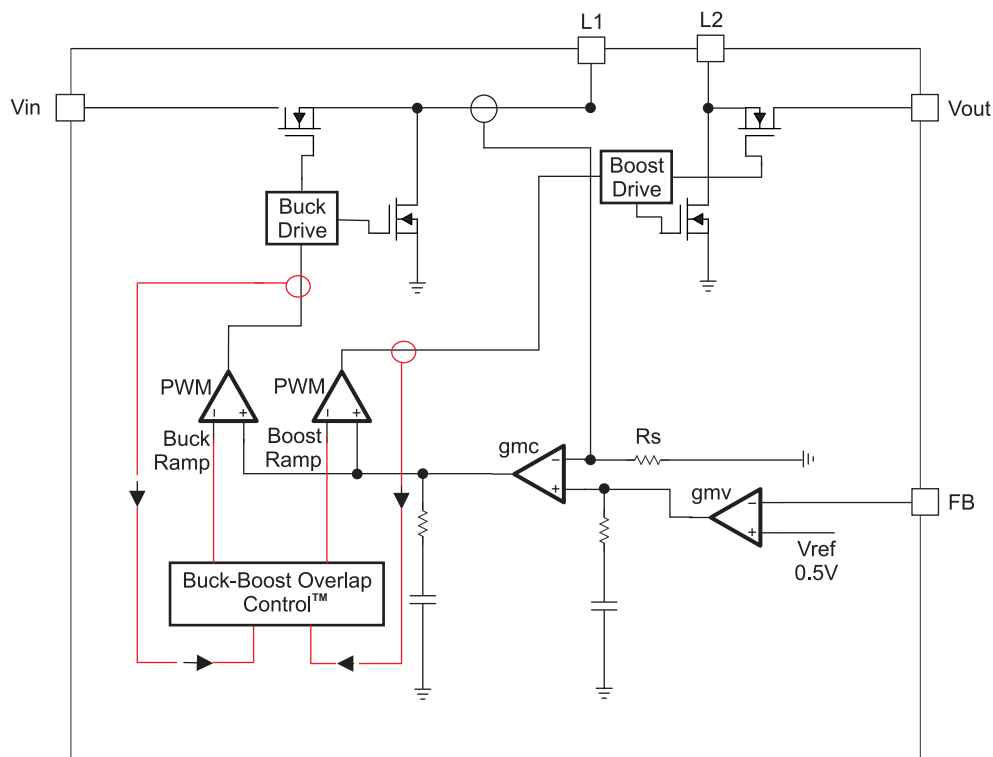 L1
L2
Vin
Vout
Buck
Drive
Boost
Drive
PWM
PWM
Buck
Ramp
Boost
Ramp
− +
− +
gmc
−
+
Rs
gmv
−
+
FB
Vref
0.5V
Buck-Boost Overlap
Control™